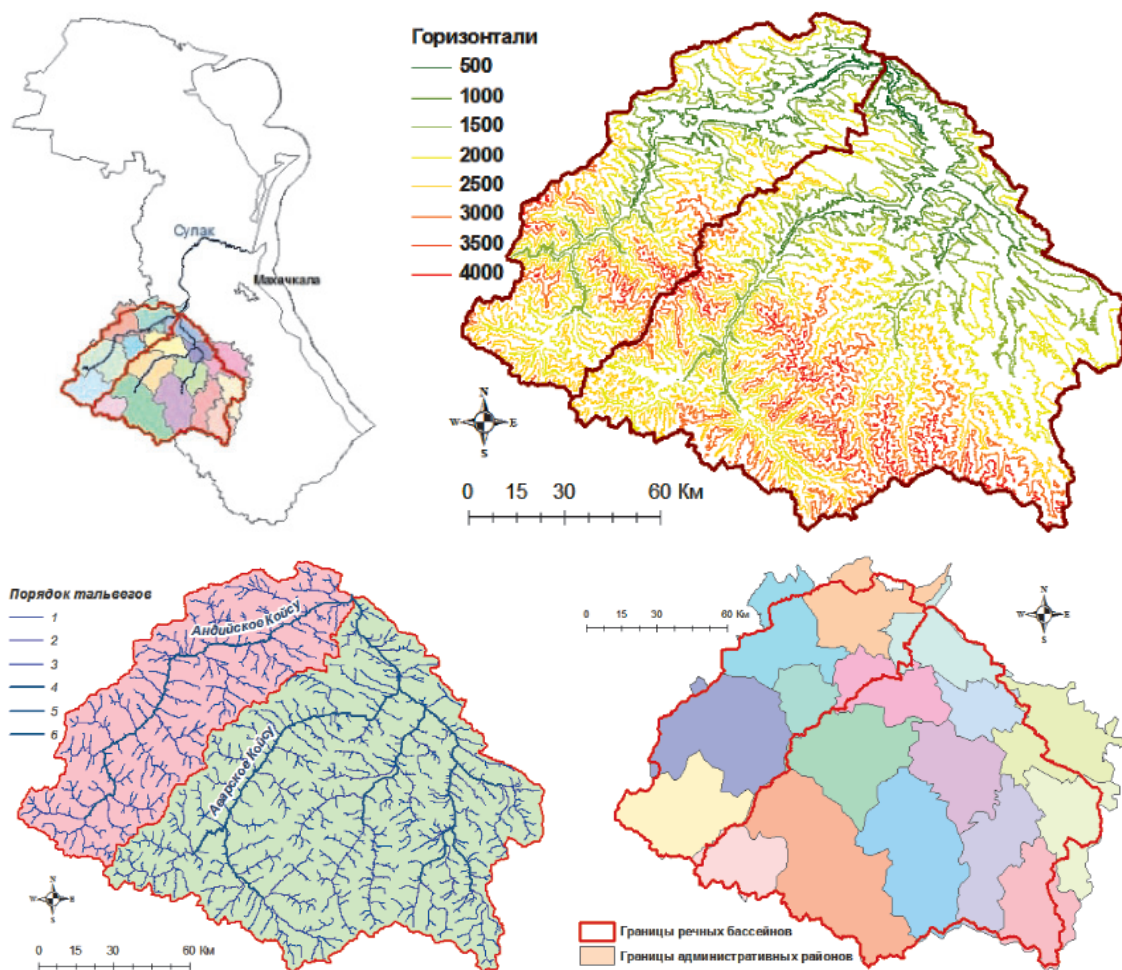 Сулак
Махачкала
Горизонтали
500
1000
1500
2000
2500
3000
3500
4000
N
W E
S
0 15 30 60 Км
Порядок тальвегов
1
2
3
4
5
6
Андийское Койсу
Аварское Койсу
N
W E
S
0 15 30 60 Км
0 15 30 60 Км
N
W E
S
Границы речных бассейнов
Границы административных районов